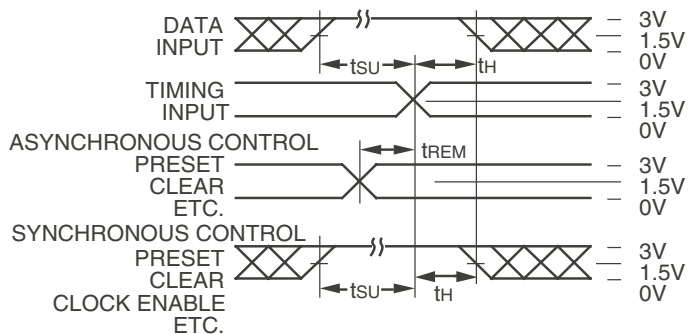 DATA
INPUT
tSU
tH
3V
1.5V
0V
TIMING
INPUT
3V
1.5V
0V
ASYNCHRONOUS CONTROL
PRESET
CLEAR
ETC.
tREM
3V
1.5V
0V
SYNCHRONOUS CONTROL
PRESET
CLEAR
CLOCK ENABLE
ETC.
tSU
tH
3V
1.5V
0V